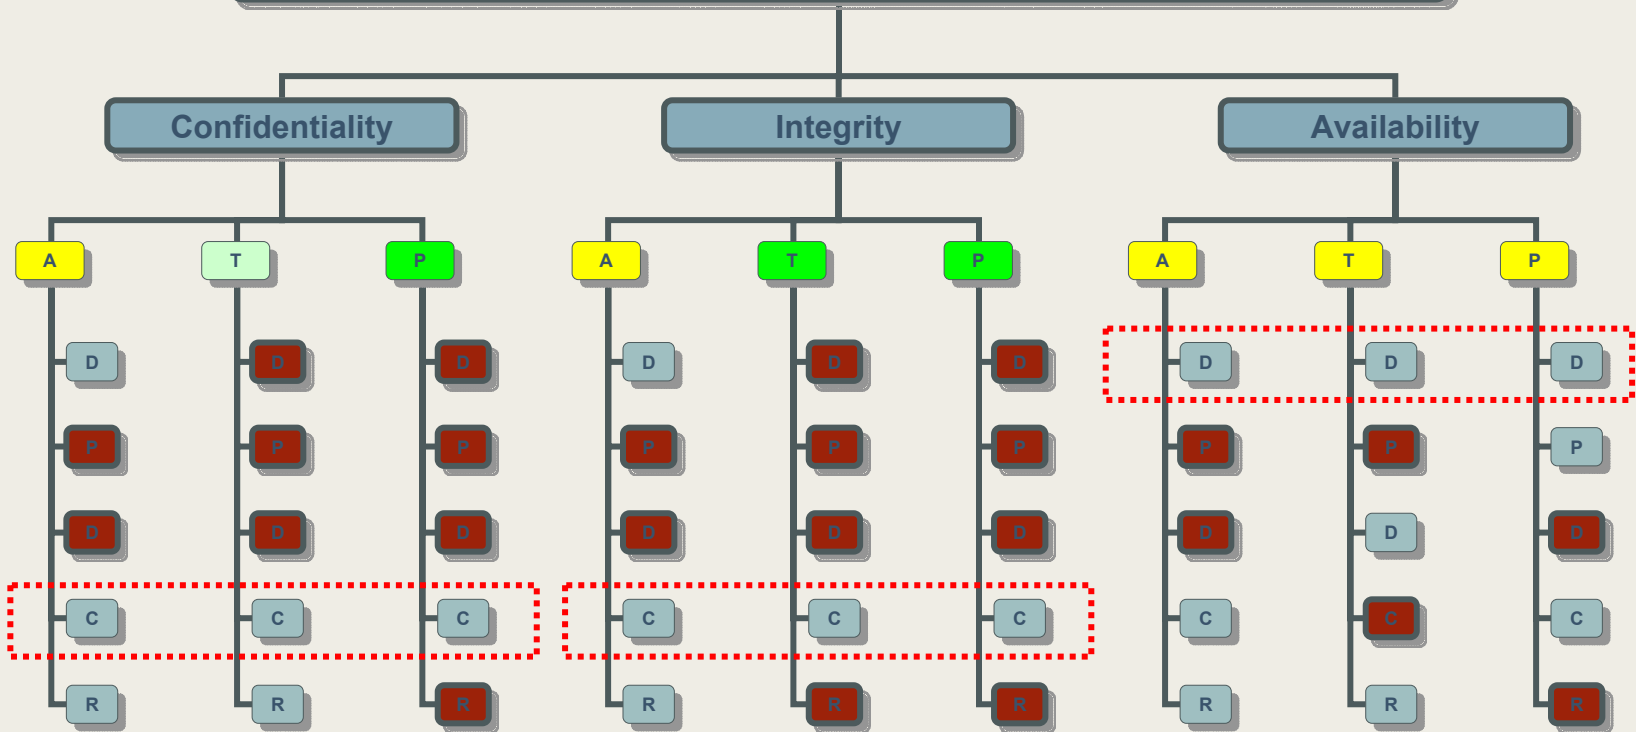 Confidentiality Integrity Availability
A T P A T P A T P
D D D D D D D D D
P P P P P P P P P
D D D D D D D D D
C C C C C C C C C
R R R R R R R R R